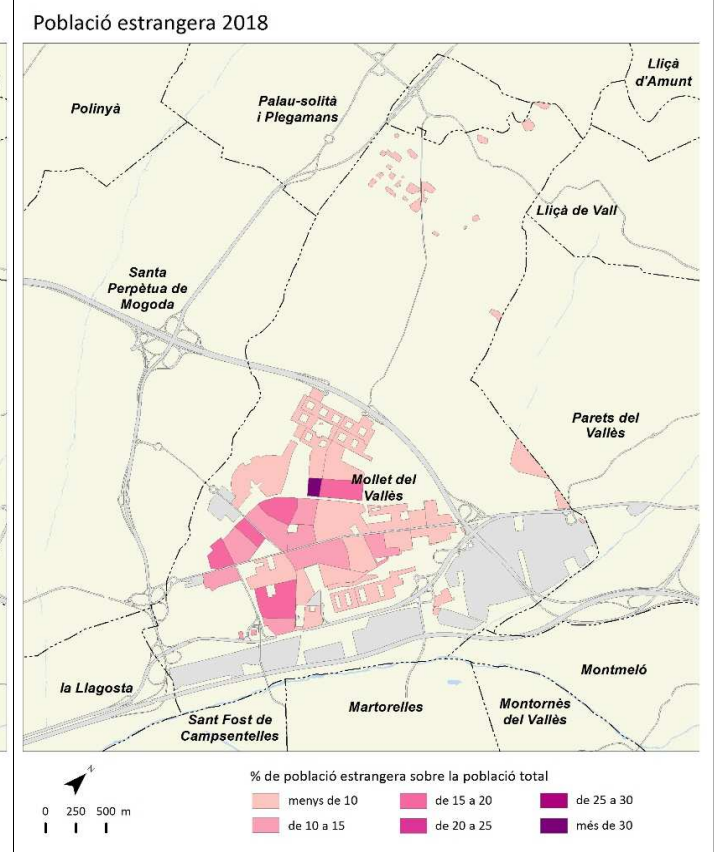 Població estrangera 2018
Lliçà
d'Amunt
Polinyà
Palau-solità
i Plegamans
Lliçà de Vall
Santa
Perpètua de
Mogoda
Parets del
Vallès
Mollet del
Vallès
Montmeló
la Llagosta
Martorelles
Montornès
del Vallès
Sant Fost de
Campsentelles
N
0 250 500 m
% de població estrangera sobre la població total
menys de 10
de 15 a 20
de 25 a 30
de 10 a 15
de 20 a 25
més de 30